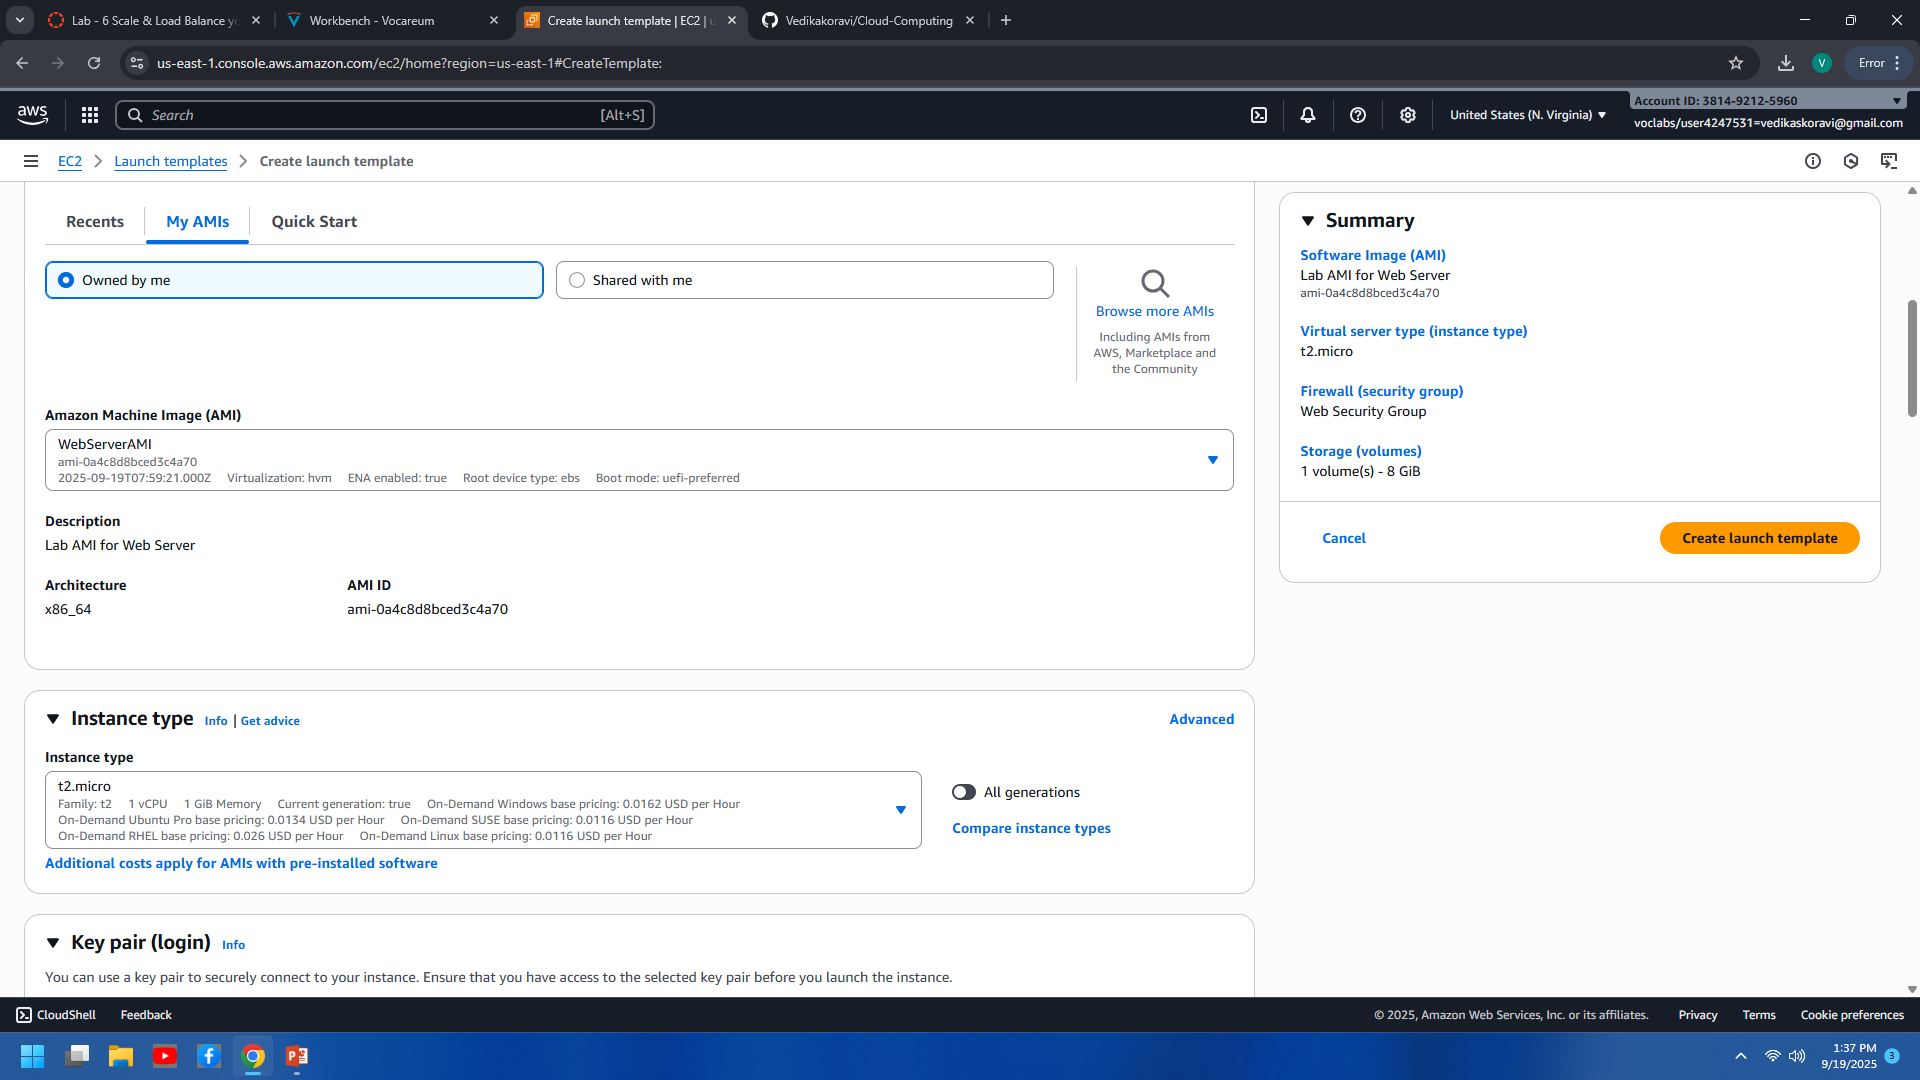 Lab - 6 Scale & Load Balance yo
Workbench - Vocareum
Create launch template | EC2 | u
Vedikakoravi/Cloud-Computing
us-east-1.console.aws.amazon.com/ec2/home?region=us-east-1#CreateTemplate:
V
Error
aws
Search
[Alt+S]
United States (N. Virginia)
Account ID: 3814-9212-5960
voclabs/user4247531=vedikaskoravi@gmail.com
EC2
Launch templates
Create launch template
Recents
My AMIs
Quick Start
Owned by me
Shared with me
Browse more AMIs
Including AMIs from
AWS, Marketplace and
the Community
Amazon Machine Image (AMI)
WebServerAMI
ami-0a4c8d8bced3c4a70
2025-09-19T07:59:21.000Z Virtualization: hvm ENA enabled: true Root device type: ebs Boot mode: uefi-preferred
Description
Lab AMI for Web Server
Architecture AMI ID
x86_64 ami-0a4c8d8bced3c4a70
Instance type Info | Get advice
Advanced
Instance type
t2.micro
Family: t2 1 vCPU 1 GiB Memory Current generation: true On-Demand Windows base pricing: 0.0162 USD per Hour
On-Demand Ubuntu Pro base pricing: 0.0134 USD per Hour On-Demand SUSE base pricing: 0.0116 USD per Hour
On-Demand RHEL base pricing: 0.026 USD per Hour On-Demand Linux base pricing: 0.0116 USD per Hour
All generations
Compare instance types
Additional costs apply for AMIs with pre-installed software
Key pair (login) Info
You can use a key pair to securely connect to your instance. Ensure that you have access to the selected key pair before you launch the instance.
Summary
Software Image (AMI)
Lab AMI for Web Server
ami-0a4c8d8bced3c4a70
Virtual server type (instance type)
t2.micro
Firewall (security group)
Web Security Group
Storage (volumes)
1 volume(s) - 8 GiB
Cancel
Create launch template
CloudShell
Feedback
© 2025, Amazon Web Services, Inc. or its affiliates.
Privacy
Terms
Cookie preferences
1:37 PM
9/19/2025
3